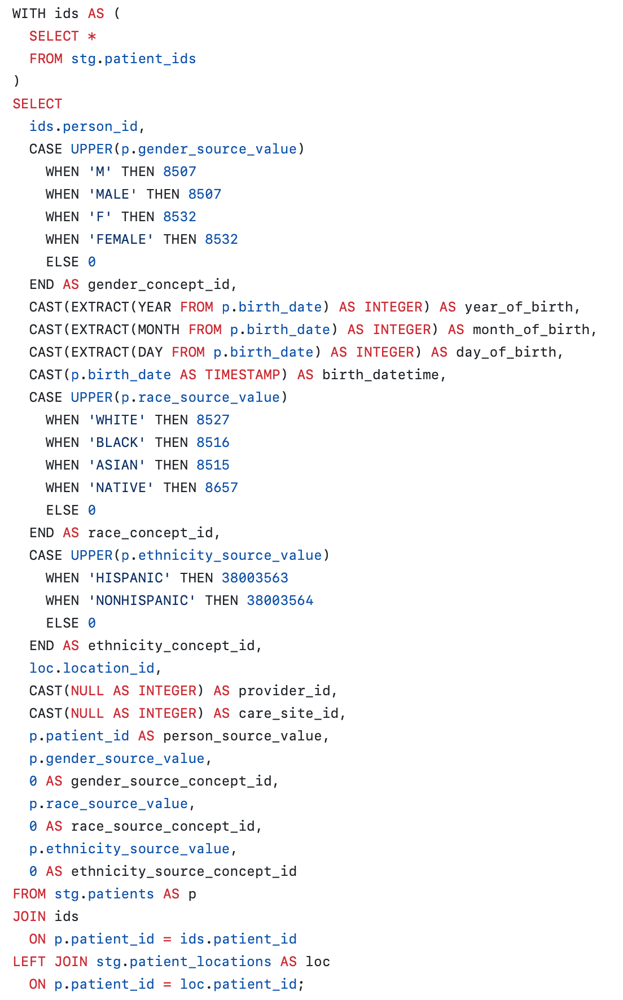 WITH ids AS (
  SELECT *
  FROM stg.patient_ids
)
SELECT
  ids.person_id,
  CASE UPPER(p.gender_source_value)
    WHEN 'M' THEN 8507
    WHEN 'MALE' THEN 8507
    WHEN 'F' THEN 8532
    WHEN 'FEMALE' THEN 8532
    ELSE 0
  END AS gender_concept_id,
  CAST(EXTRACT(YEAR FROM p.birth_date) AS INTEGER) AS year_of_birth,
  CAST(EXTRACT(MONTH FROM p.birth_date) AS INTEGER) AS month_of_birth,
  CAST(EXTRACT(DAY FROM p.birth_date) AS INTEGER) AS day_of_birth,
  CAST(p.birth_date AS TIMESTAMP) AS birth_datetime,
  CASE UPPER(p.race_source_value)
    WHEN 'WHITE' THEN 8527
    WHEN 'BLACK' THEN 8516
    WHEN 'ASIAN' THEN 8515
    WHEN 'NATIVE' THEN 8657
    ELSE 0
  END AS race_concept_id,
  CASE UPPER(p.ethnicity_source_value)
    WHEN 'HISPANIC' THEN 38003563
    WHEN 'NONHISPANIC' THEN 38003564
    ELSE 0
  END AS ethnicity_concept_id,
  loc.location_id,
  CAST(NULL AS INTEGER) AS provider_id,
  CAST(NULL AS INTEGER) AS care_site_id,
  p.patient_id AS person_source_value,
  p.gender_source_value,
  0 AS gender_source_concept_id,
  p.race_source_value,
  0 AS race_source_concept_id,
  p.ethnicity_source_value,
  0 AS ethnicity_source_concept_id
FROM stg.patients AS p
JOIN ids
  ON p.patient_id = ids.patient_id
LEFT JOIN stg.patient_locations AS loc
  ON p.patient_id = loc.patient_id;